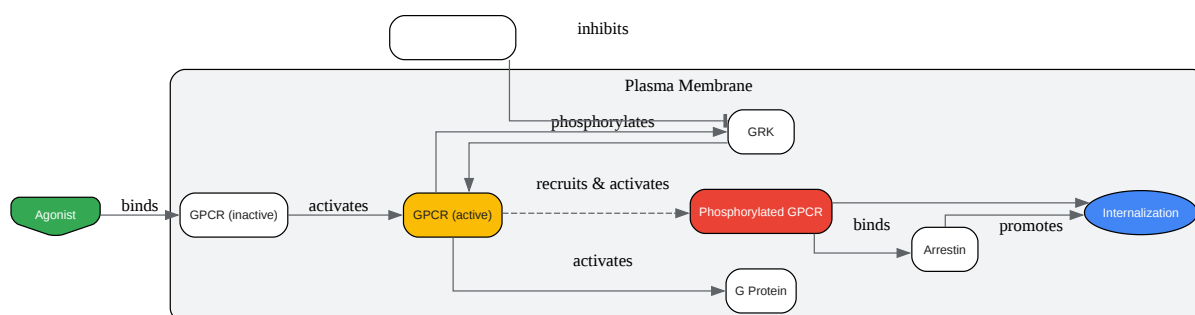 inhibits
Plasma Membrane
phosphorylates
GRK
recruits & activates
Agonist
binds
GPCR (inactive)
activates
GPCR (active)
Phosphorylated GPCR
binds
Arrestin
promotes
Internalization
activates
G Protein